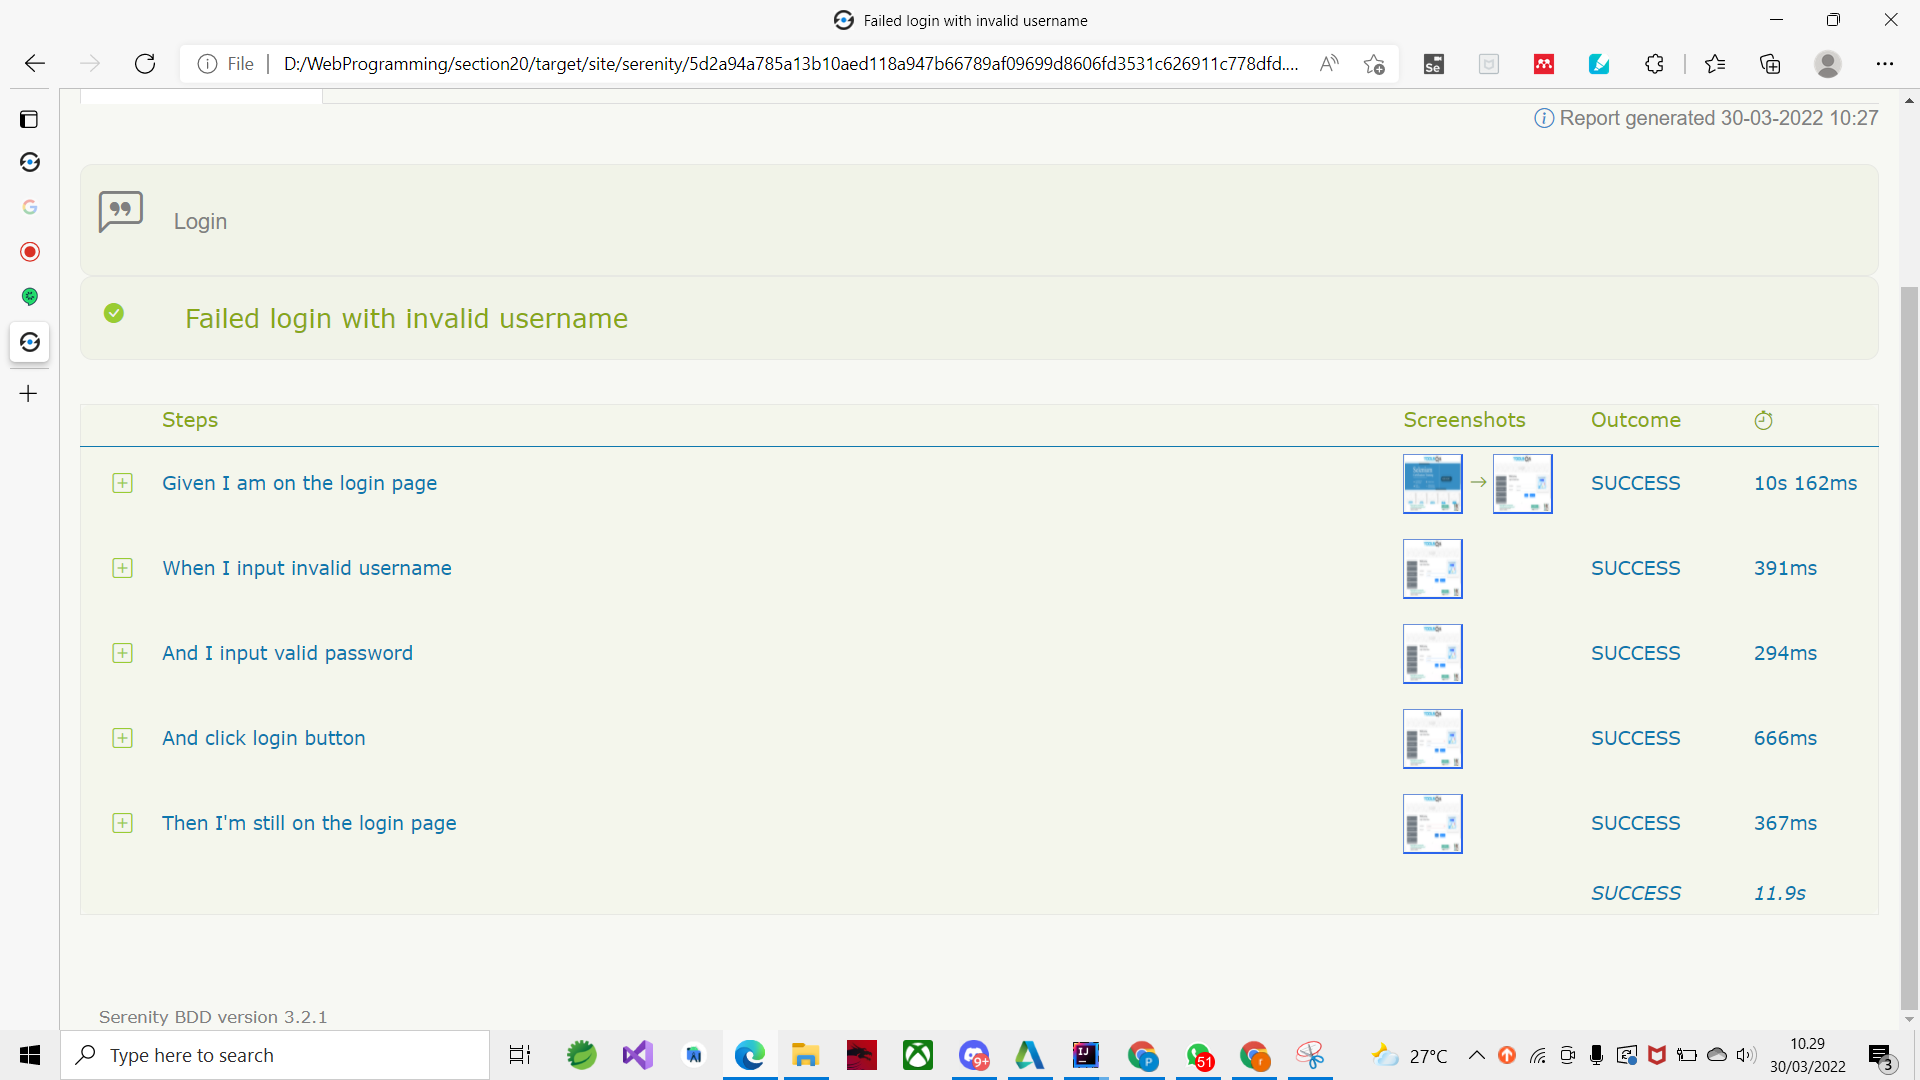 Failed login with invalid username
File
D:/WebProgramming/section20/target/site/serenity/5d2a94a785a13b10aed118a947b66789af09699d8606fd3531c626911c778dfd....
Report generated 30-03-2022 10:27
Login
Failed login with invalid username
Steps Screenshots Outcome
Given I am on the login page SUCCESS 10s 162ms
When I input invalid username SUCCESS 391ms
And I input valid password SUCCESS 294ms
And click login button SUCCESS 666ms
Then I'm still on the login page SUCCESS 367ms
SUCCESS 11.9s
Serenity BDD version 3.2.1
Type here to search
9+
51
27°C
10.29
30/03/2022
3